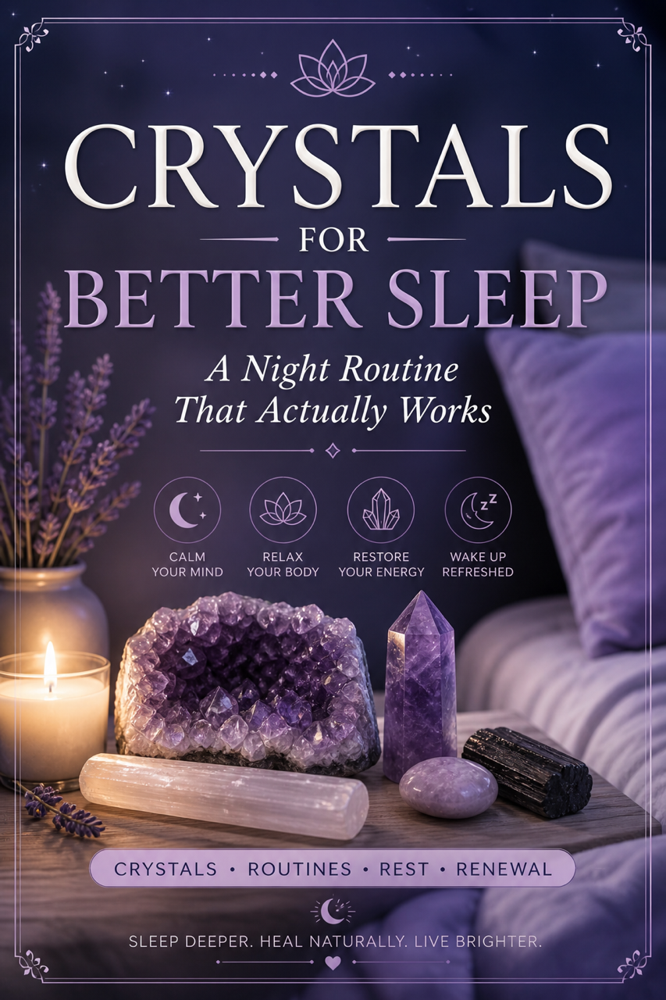 CRYSTALS
FOR
BETTER SLEEP
A Night Routine
That Actually Works
CALM
YOUR MIND
RELAX
YOUR BODY
RESTORE
YOUR ENERGY
WAKE UP
REFRESHED
CRYSTALS • ROUTINES • REST • RENEWAL
SLEEP DEEPER. HEAL NATURALLY. LIVE BRIGHTER.